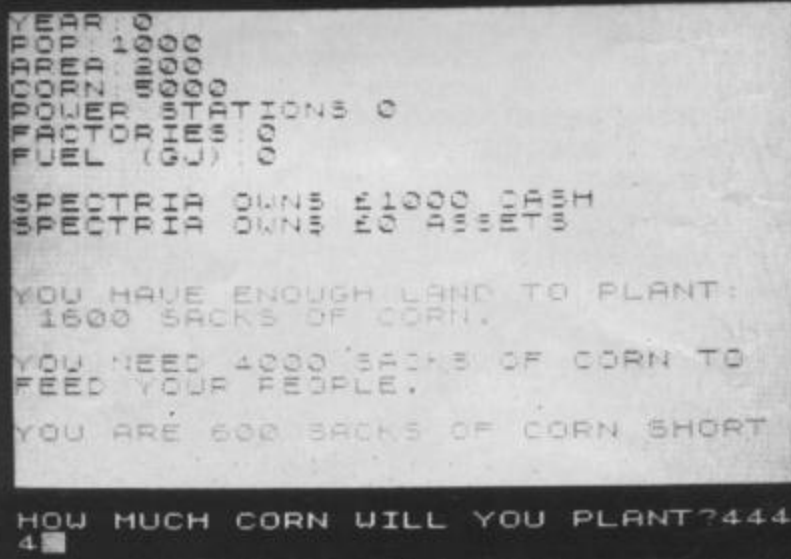 YEAR 0
POP 1000
AREA 200
CORN 5000
POWER STATIONS 0
FACTORIES 0
FUEL (GJ) 0
SPECTRIA OWNS £1000 CASH
SPECTRIA OWNS £0 ASSETS
YOU HAVE ENOUGH LAND TO PLANT:
1600 SACKS OF CORN.
YOU NEED 4000 SACKS OF CORN TO
FEED YOUR PEOPLE.
YOU ARE 600 SACKS OF CORN SHORT
HOW MUCH CORN WILL YOU PLANT?444
4